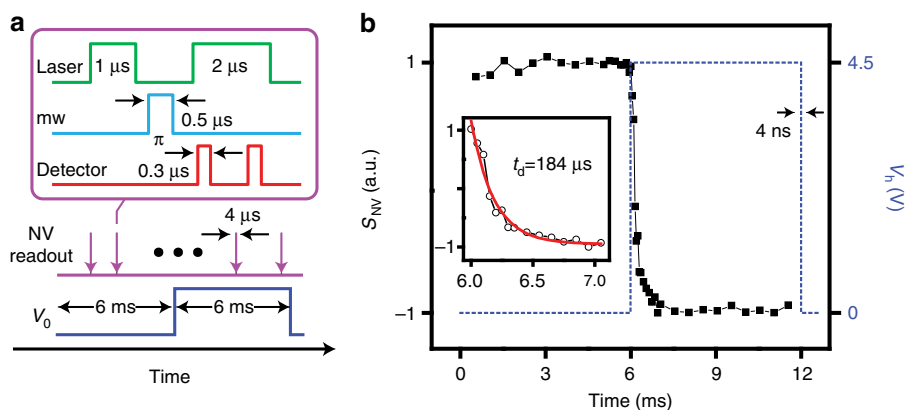 a
Laser
1 μs
2 μs
mw
0.5 μs
π
Detector
0.3 μs
NV
readout
4 μs
V0
6 ms
6 ms
Time
b
1
–1
SNV (a.u.)
4.5
0
Vh (V)
4 ns
1
–1
td=184 μs
6.0 6.5 7.0
0 3 6 9 12
Time (ms)